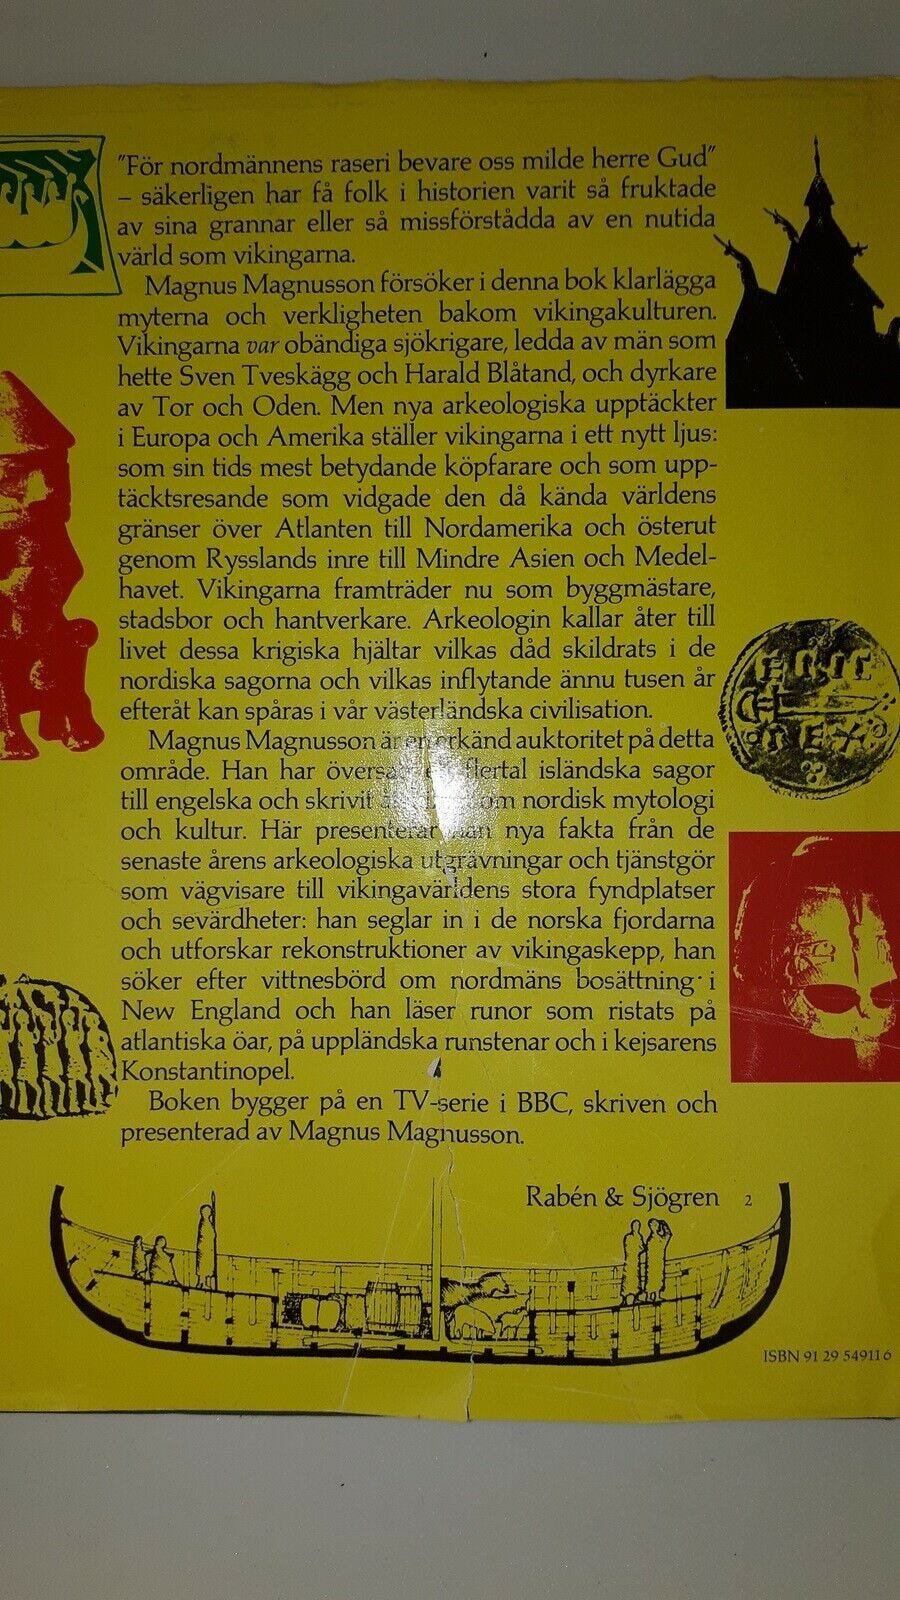 "För nordmännens raseri bevare oss milde herre Gud"
– säkerligen har få folk i historien varit så fruktade
av sina grannar eller så missförstådda av en nutida
värld som vikingarna.
Magnus Magnusson försöker i denna bok klarlägga
myterna och verkligheten bakom vikingakulturen.
Vikingarna var obändiga sjökrigare, ledda av män som
hette Sven Tveskägg och Harald Blåtand, och dyrkare
av Tor och Oden. Men nya arkeologiska upptäckter
i Europa och Amerika ställer vikingarna i ett nytt ljus:
som sin tids mest betydande köpfarare och som upp-
täcktsresande som vidgade den då kända världens
gränser över Atlanten till Nordamerika och österut
genom Rysslands inre till Mindre Asien och Medel-
havet. Vikingarna framträder nu som byggmästare,
stadsbor och hantverkare. Arkeologin kallar åter till
livet dessa krigiska hjältar vilkas dåd skildrats i de
nordiska sagorna och vilkas inflytande ännu tusen år
efteråt kan spåras i vår västerländska civilisation.
Magnus Magnusson är en erkänd auktoritet på detta
område. Han har översatt ett flertal isländska sagor
till engelska och skrivit om nordisk mytologi
och kultur. Här presenterar han nya fakta från de
senaste årens arkeologiska utgrävningar och tjänstgör
som vägvisare till vikingavärldens stora fyndplatser
och sevärdheter: han seglar in i de norska fjordarna
och utforskar rekonstruktioner av vikingaskepp, han
söker efter vittnesbörd om nordmäns bosättning i
New England och han läser runor som ristats på
atlantiska öar, på uppländska runstenar och i kejsarens
Konstantinopel.
Boken bygger på en TV-serie i BBC, skriven och
presenterad av Magnus Magnusson.
Rabén & Sjögren 2
ISBN 91 29 54911 6